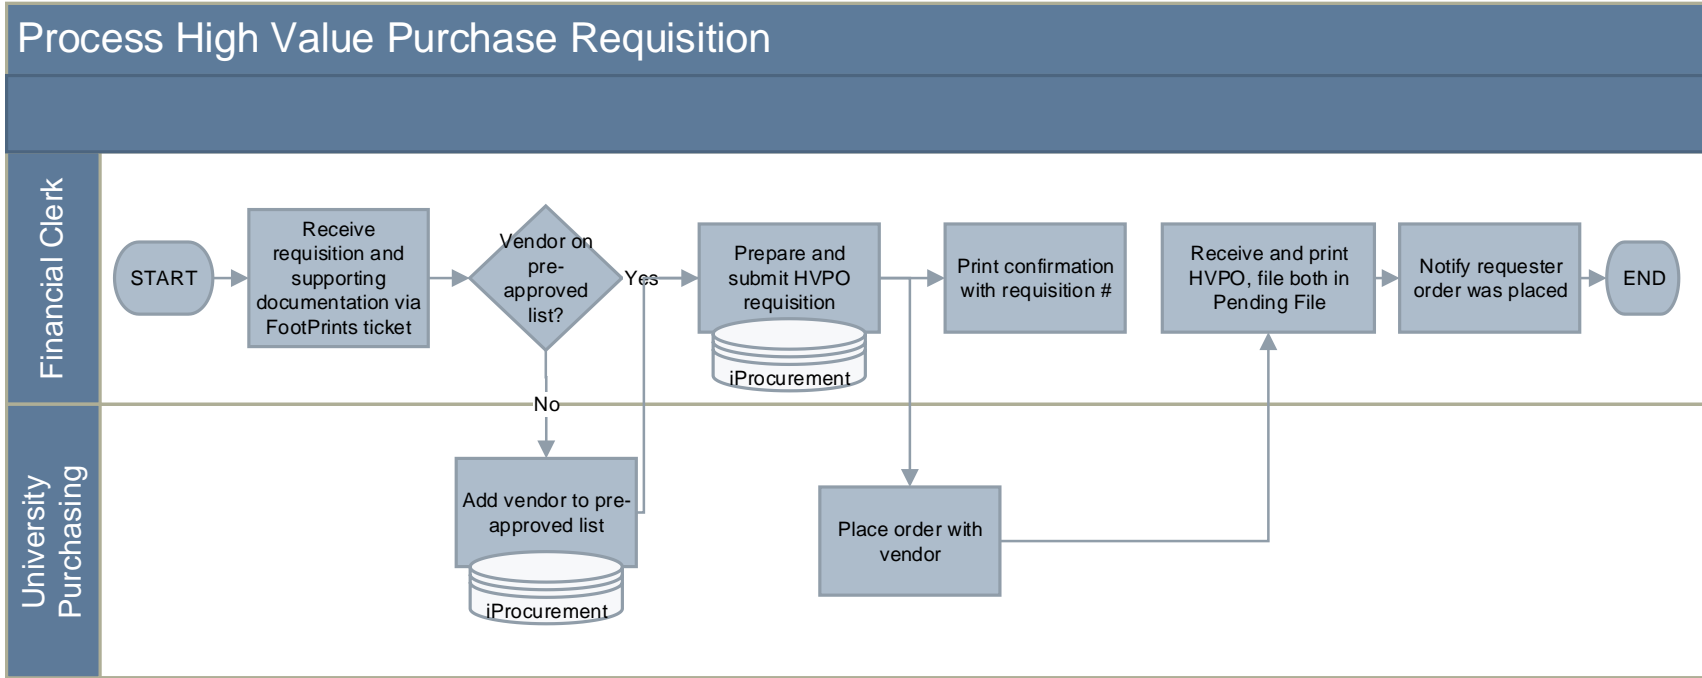 Process High Value Purchase Requisition
Financial Clerk
START
Receive
requisition and
supporting
documentation via
FootPrints ticket
Vendor on
pre-
approved
list?
Yes
No
Prepare and
submit HVPO
requisition
iProcurement
Print confirmation
with requisition #
Receive and print
HVPO, file both in
Pending File
Notify requester
order was placed
END
University
Purchasing
Add vendor to pre-
approved list
iProcurement
Place order with
vendor